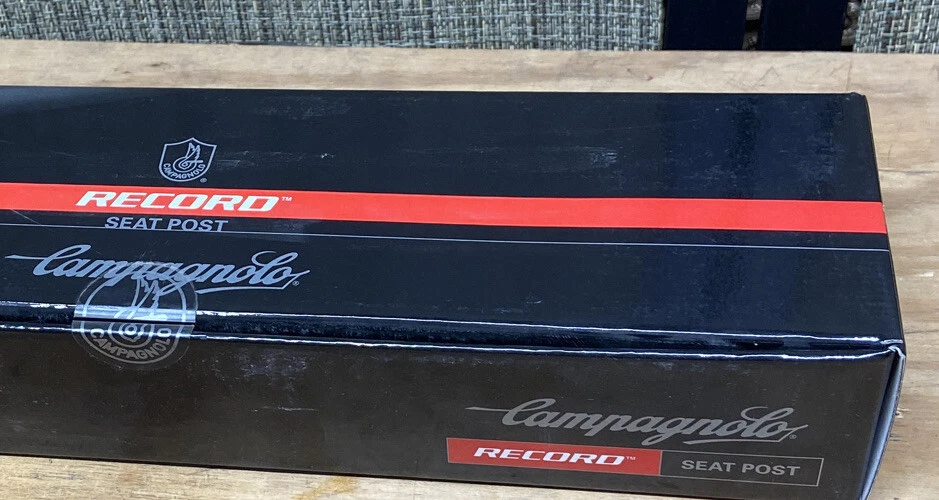 CAMPAGNOLO®
RECORD™
SEAT POST
Campagnolo®
CAMPAGNOLO
Campagnolo®
RECORD™ SEAT POST